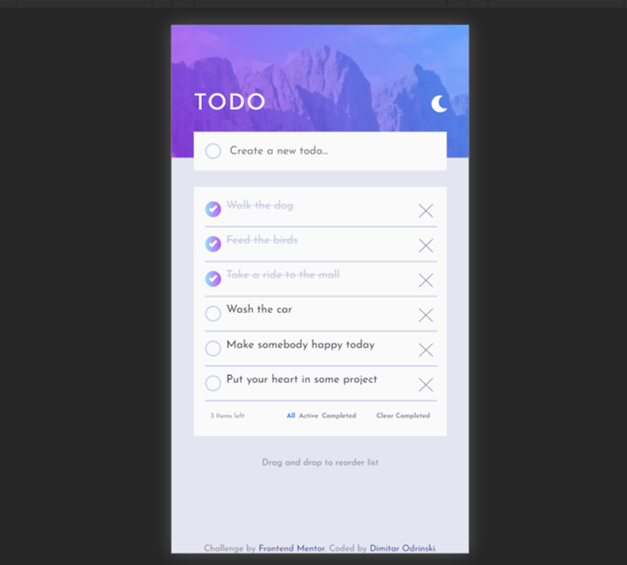 TODO
Create a new todo...
Walk the dog
Feed the birds
Take a ride to the mall
Wash the car
Make somebody happy today
Put your heart in some project
3 Items left All Active Completed Clear Completed
Drag and drop to reorder list
Challenge by Frontend Mentor. Coded by Dimitar Odrinski.